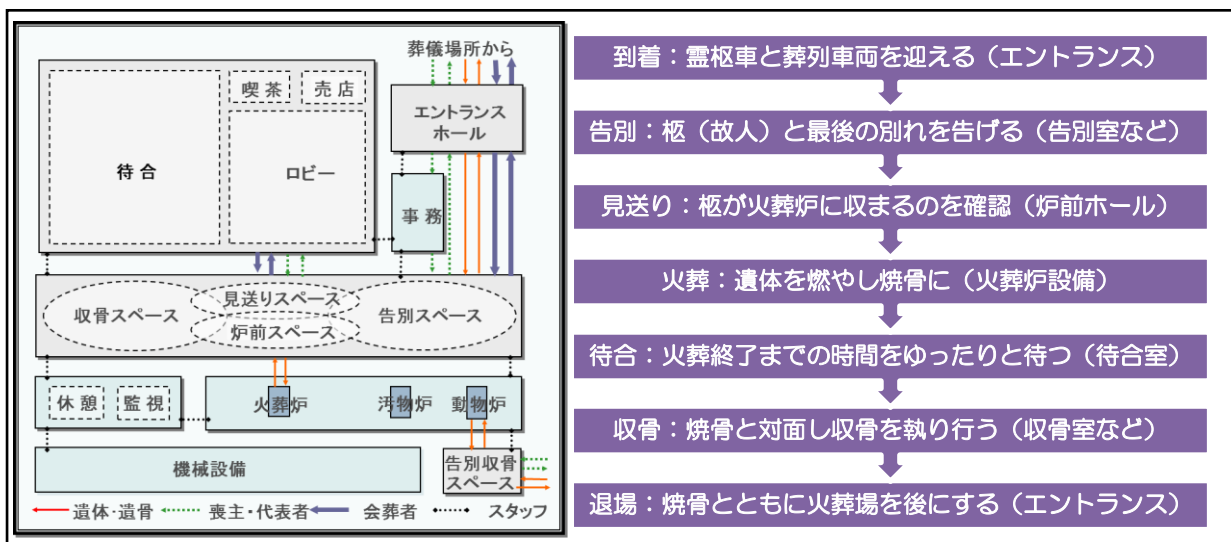 葬儀場所から
喫茶
売店
エントランス
ホール
待合
ロビー
事務
見送りスペース
収骨スペース
告別スペース
炉前スペース
休憩
監視
火葬炉
汚物炉
動物炉
機械設備
告別収骨
スペース
遺体・遺骨
喪主・代表者
会葬者
スタッフ
到着：霊柩車と葬列車両を迎える（エントランス）
告別：柩（故人）と最後の別れを告げる（告別室など）
見送り：柩が火葬炉に収まるのを確認（炉前ホール）
火葬：遺体を燃やし焼骨に（火葬炉設備）
待合：火葬終了までの時間をゆったりと待つ（待合室）
収骨：焼骨と対面し収骨を執り行う（収骨室など）
退場：焼骨とともに火葬場を後にする（エントランス）